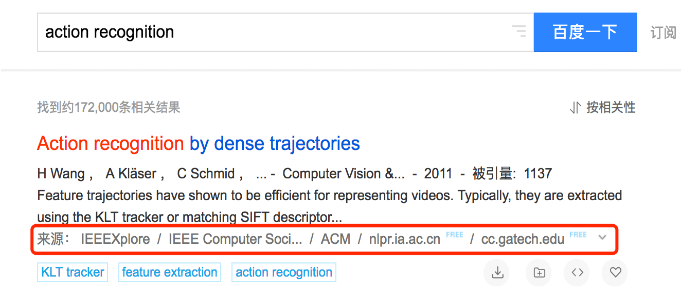 action recognition
百度一下
订阅
找到约172,000条相关结果
按相关性
Action recognition by dense trajectories
H Wang ， A Kläser ， C Schmid ， ... - Computer Vision &... - 2011 - 被引量: 1137
Feature trajectories have shown to be efficient for representing videos. Typically, they are extracted
using the KLT tracker or matching SIFT descriptor...
来源： IEEEXplore / IEEE Computer Soci... / ACM / nlpr.ia.ac.cn FREE / cc.gatech.edu FREE
KLT tracker feature extraction action recognition